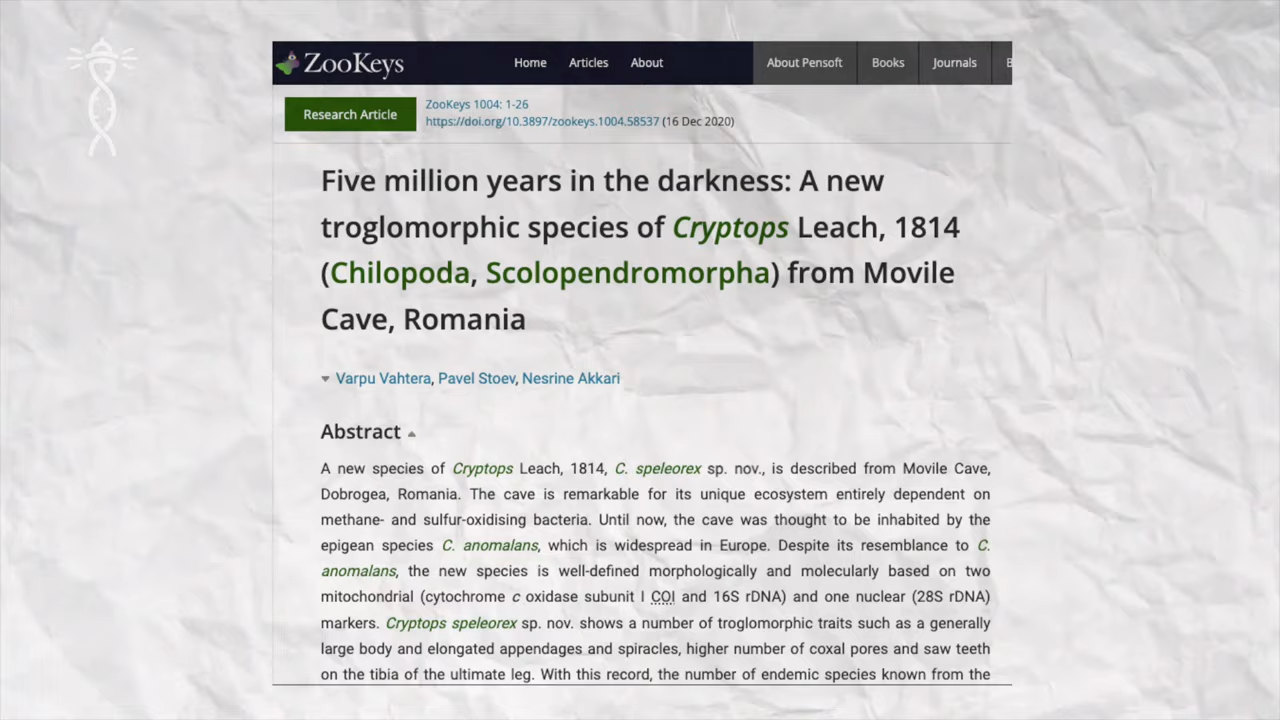 ZooKeys
Home Articles About About Pensoft Books Journals B
Research Article
ZooKeys 1004: 1-26
https://doi.org/10.3897/zookeys.1004.58537 (16 Dec 2020)
Five million years in the darkness: A new
troglomorphic species of Cryptops Leach, 1814
(Chilopoda, Scolopendromorpha) from Movile
Cave, Romania
Varpu Vahtera, Pavel Stoev, Nesrine Akkari
Abstract
A new species of Cryptops Leach, 1814, C. speleorex sp. nov., is described from Movile Cave,
Dobrogea, Romania. The cave is remarkable for its unique ecosystem entirely dependent on
methane- and sulfur-oxidising bacteria. Until now, the cave was thought to be inhabited by the
epigean species C. anomalans, which is widespread in Europe. Despite its resemblance to C.
anomalans, the new species is well-defined morphologically and molecularly based on two
mitochondrial (cytochrome c oxidase subunit I COI and 16S rDNA) and one nuclear (28S rDNA)
markers. Cryptops speleorex sp. nov. shows a number of troglomorphic traits such as a generally
large body and elongated appendages and spiracles, higher number of coxal pores and saw teeth
on the tibia of the ultimate leg. With this record, the number of endemic species known from the